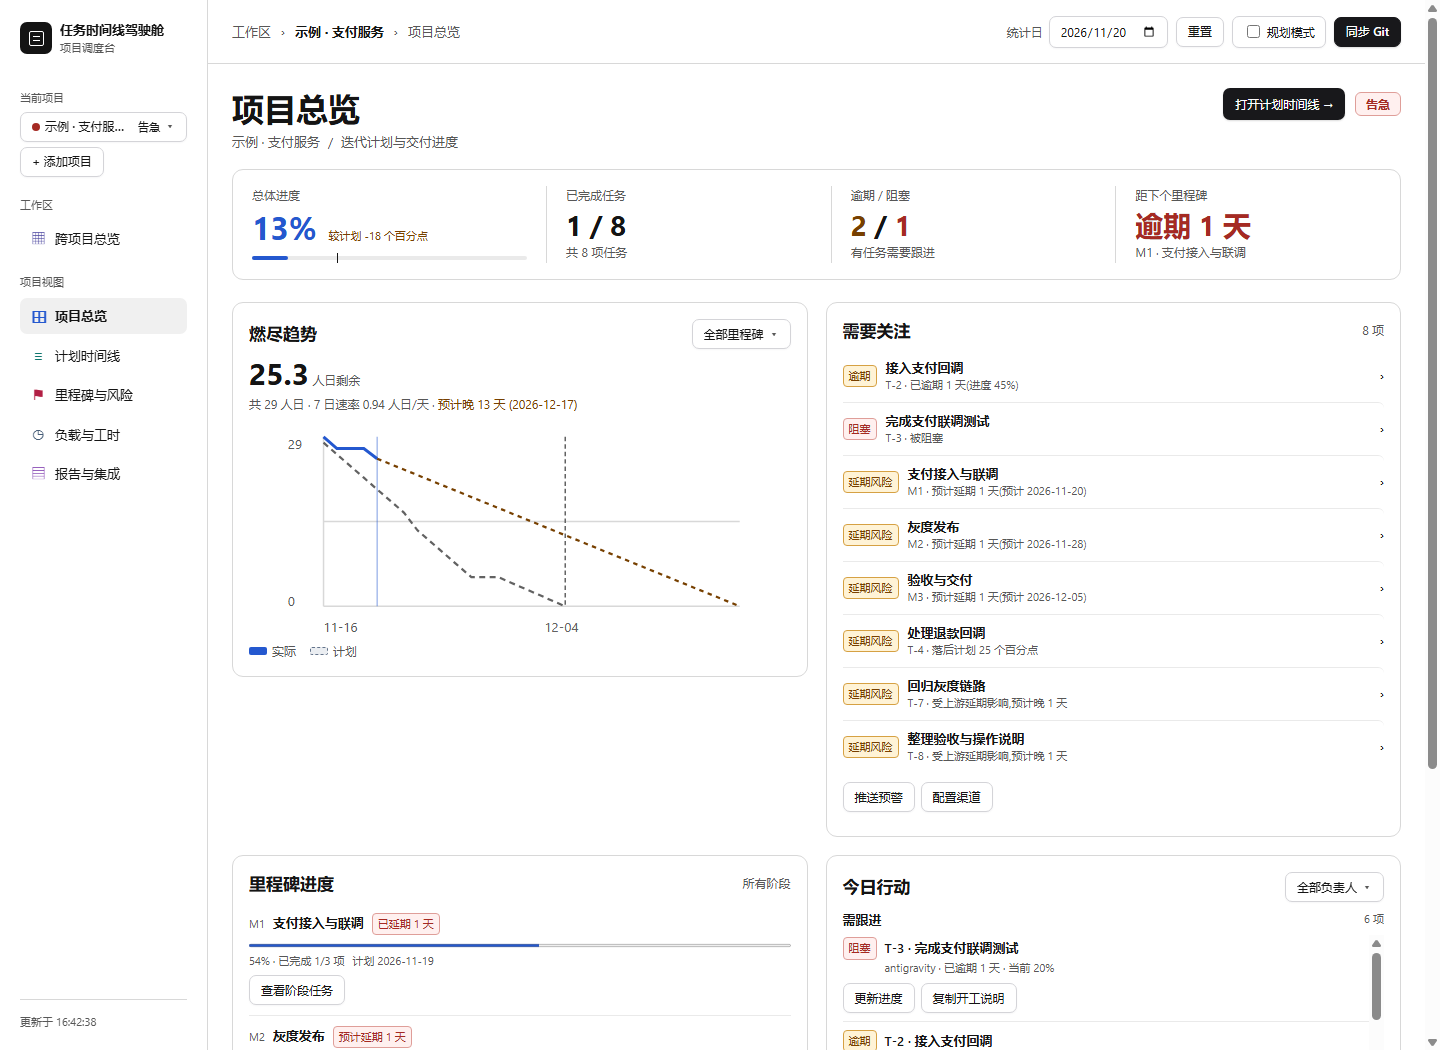 任务时间线驾驶舱
项目调度台
当前项目
示例 · 支付服... 告急
+ 添加项目
工作区
跨项目总览
项目视图
项目总览
计划时间线
里程碑与风险
负载与工时
报告与集成
更新于 16:42:38
工作区 › 示例 · 支付服务 › 项目总览
统计日 2026/11/20 重置 规划模式 同步 Git
项目总览
示例 · 支付服务 / 迭代计划与交付进度
打开计划时间线 → 告急
总体进度
13% 较计划 -18 个百分点
已完成任务
1 / 8
共 8 项任务
逾期 / 阻塞
2 / 1
有任务需要跟进
距下个里程碑
逾期 1 天
M1 · 支付接入与联调
燃尽趋势 全部里程碑
25.3 人日剩余
共 29 人日 · 7 日速率 0.94 人日/天 · 预计晚 13 天 (2026-12-17)
29
0
11-16 12-04
实际 计划
需要关注 8 项
逾期 接入支付回调 ›
T-2 · 已逾期 1 天(进度 45%)
阻塞 完成支付联调测试 ›
T-3 · 被阻塞
延期风险 支付接入与联调 ›
M1 · 预计延期 1 天(预计 2026-11-20)
延期风险 灰度发布 ›
M2 · 预计延期 1 天(预计 2026-11-28)
延期风险 验收与交付 ›
M3 · 预计延期 1 天(预计 2026-12-05)
延期风险 处理退款回调 ›
T-4 · 落后计划 25 个百分点
延期风险 回归灰度链路 ›
T-7 · 受上游延期影响,预计晚 1 天
延期风险 整理验收与操作说明 ›
T-8 · 受上游延期影响,预计晚 1 天
推送预警 配置渠道
里程碑进度 所有阶段
M1 支付接入与联调 已延期 1 天
54% · 已完成 1/3 项 计划 2026-11-19
查看阶段任务
M2 灰度发布 预计延期 1 天
今日行动 全部负责人
需跟进 6 项
阻塞 T-3 · 完成支付联调测试
antigravity · 已逾期 1 天 · 当前 20%
更新进度 复制开工说明
逾期 T-2 · 接入支付回调